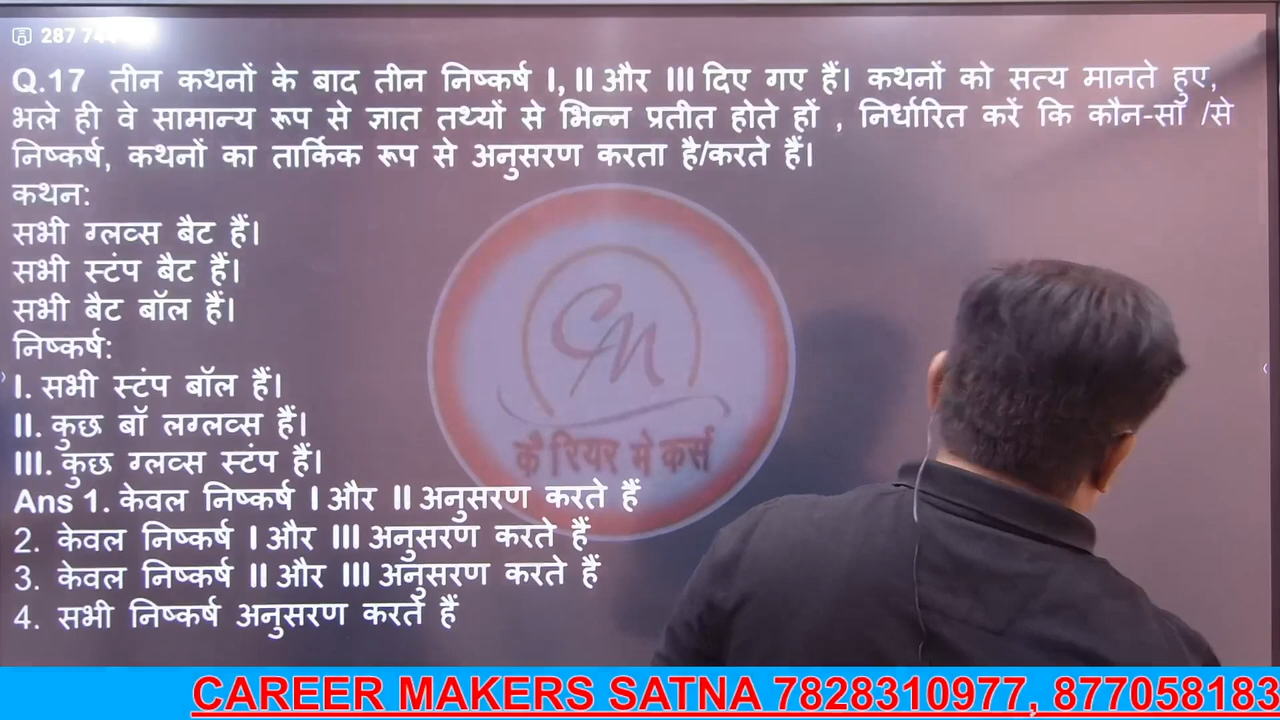 287 7
Q.17 तीन कथनों के बाद तीन निष्कर्ष I, II और III दिए गए हैं। कथनों को सत्य मानते हुए,
भले ही वे सामान्य रूप से ज्ञात तथ्यों से भिन्न प्रतीत होते हों , निर्धारित करें कि कौन-सा /से
निष्कर्ष, कथनों का तार्किक रूप से अनुसरण करता है/करते हैं।
कथन:
सभी ग्लव्स बैट हैं।
सभी स्टंप बैट हैं।
सभी बैट बॉल हैं।
निष्कर्ष:
I. सभी स्टंप बॉल हैं।
II. कुछ बॉ लग्लव्स हैं।
III. कुछ ग्लव्स स्टंप हैं।
Ans 1. केवल निष्कर्ष I और II अनुसरण करते हैं
2. केवल निष्कर्ष I और III अनुसरण करते हैं
3. केवल निष्कर्ष II और III अनुसरण करते हैं
4. सभी निष्कर्ष अनुसरण करते हैं
CM
कैरियर मेकर्स
CAREER MAKERS SATNA 7828310977, 877058183